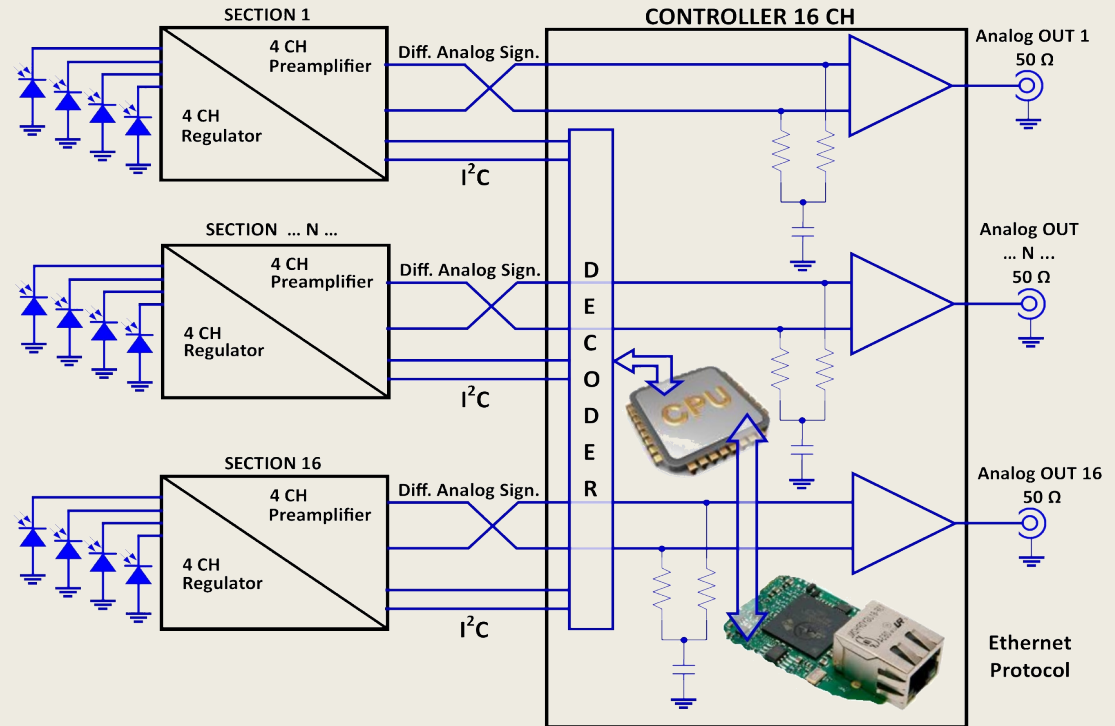 SECTION 1
CONTROLLER 16 CH
4 CH
Preamplifier
4 CH
Regulator
Diff. Analog Sign.
I²C
Analog OUT 1
50 Ω
SECTION ... N ...
4 CH
Preamplifier
4 CH
Regulator
Diff. Analog Sign.
I²C
DECODER
CPU
Analog OUT
... N ...
50 Ω
SECTION 16
4 CH
Preamplifier
4 CH
Regulator
Diff. Analog Sign.
I²C
Analog OUT 16
50 Ω
Ethernet
Protocol